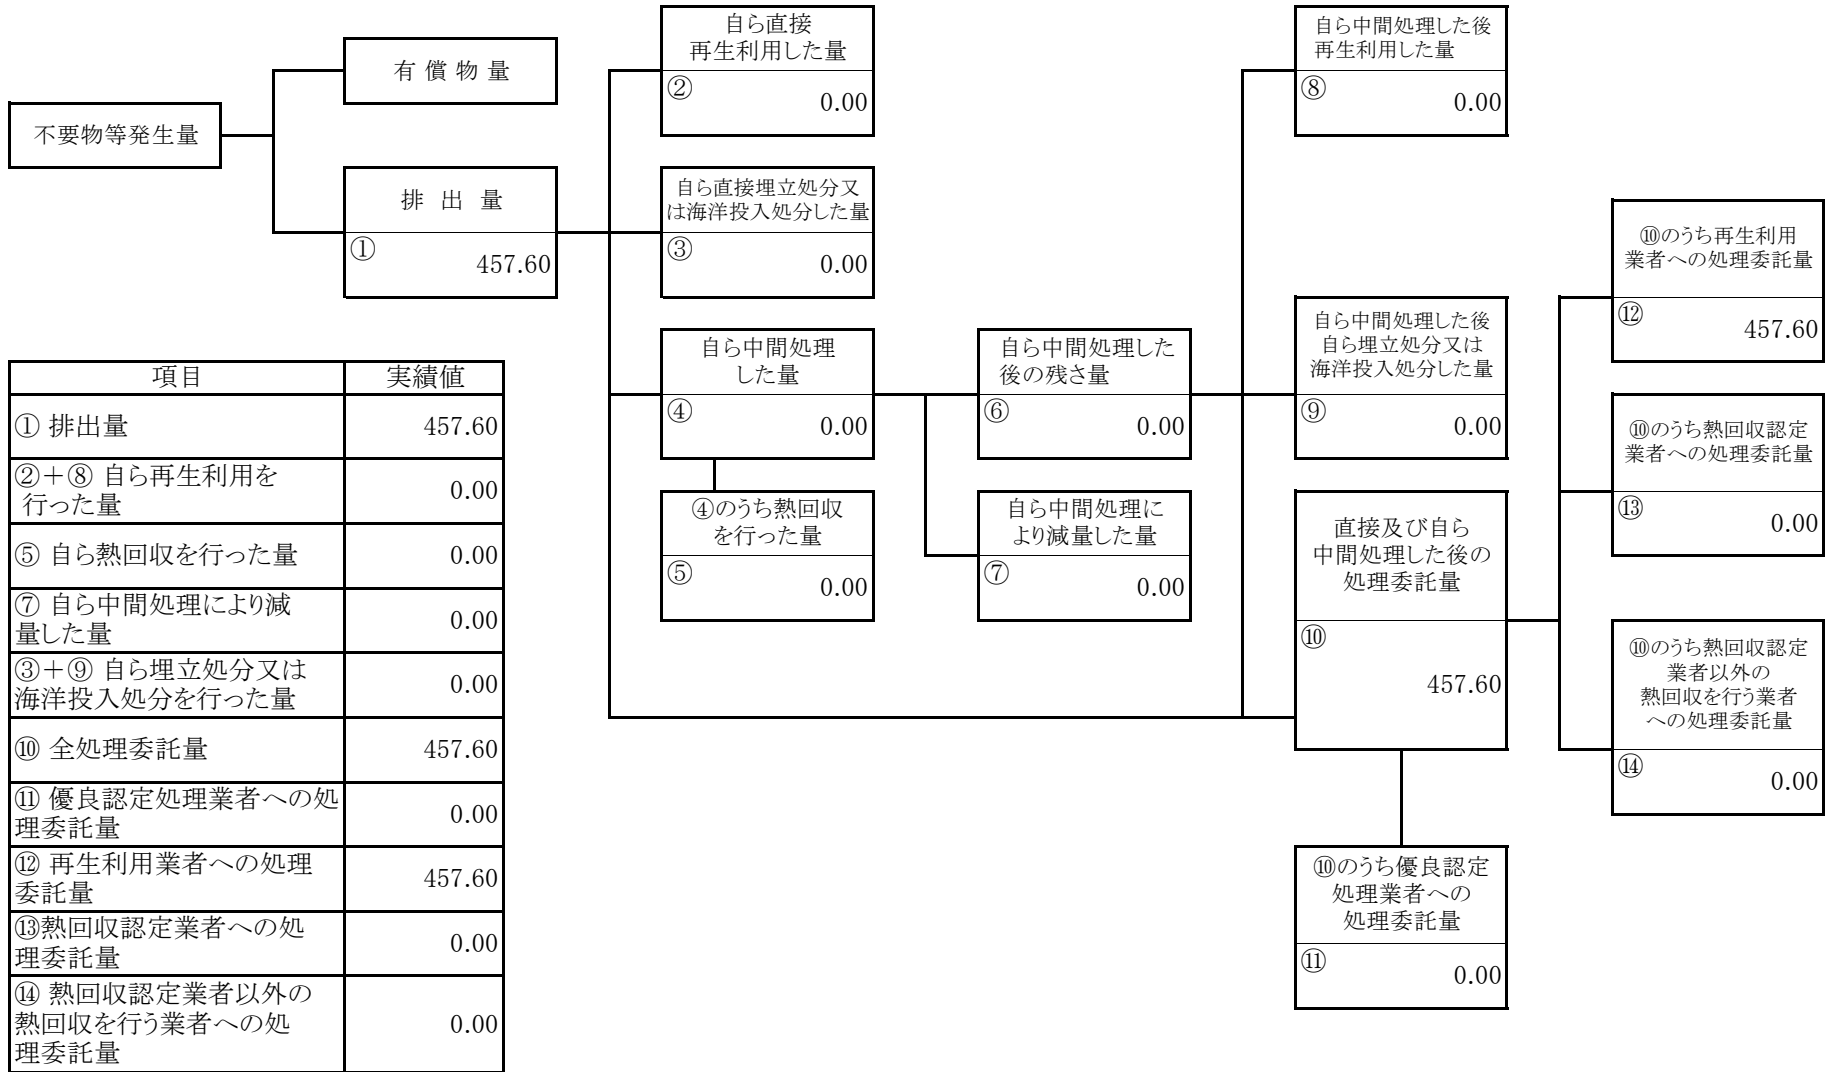 不要物等発生量
有 償 物 量
排 出 量
①
457.60
自ら直接
再生利用した量
②
0.00
自ら直接埋立処分又
は海洋投入処分した量
③
0.00
自ら中間処理
した量
④
0.00
④のうち熱回収
を行った量
⑤
0.00
自ら中間処理した
後の残さ量
⑥
0.00
自ら中間処理に
より減量した量
⑦
0.00
自ら中間処理した後
再生利用した量
⑧
0.00
自ら中間処理した後
自ら埋立処分又は
海洋投入処分した量
⑨
0.00
直接及び自ら
中間処理した後の
処理委託量
⑩
457.60
⑩のうち優良認定
処理業者への
処理委託量
⑪
0.00
⑩のうち再生利用
業者への処理委託量
⑫
457.60
⑩のうち熱回収認定
業者への処理委託量
⑬
0.00
⑩のうち熱回収認定
業者以外の
熱回収を行う業者
への処理委託量
⑭
0.00
項目 実績値
① 排出量 457.60
②＋⑧ 自ら再生利用を
行った量 0.00
⑤ 自ら熱回収を行った量 0.00
⑦ 自ら中間処理により減
量した量 0.00
③＋⑨ 自ら埋立処分又は
海洋投入処分を行った量 0.00
⑩ 全処理委託量 457.60
⑪ 優良認定処理業者への処
理委託量 0.00
⑫ 再生利用業者への処理
委託量 457.60
⑬熱回収認定業者への処
理委託量 0.00
⑭ 熱回収認定業者以外の
熱回収を行う業者への処
理委託量 0.00